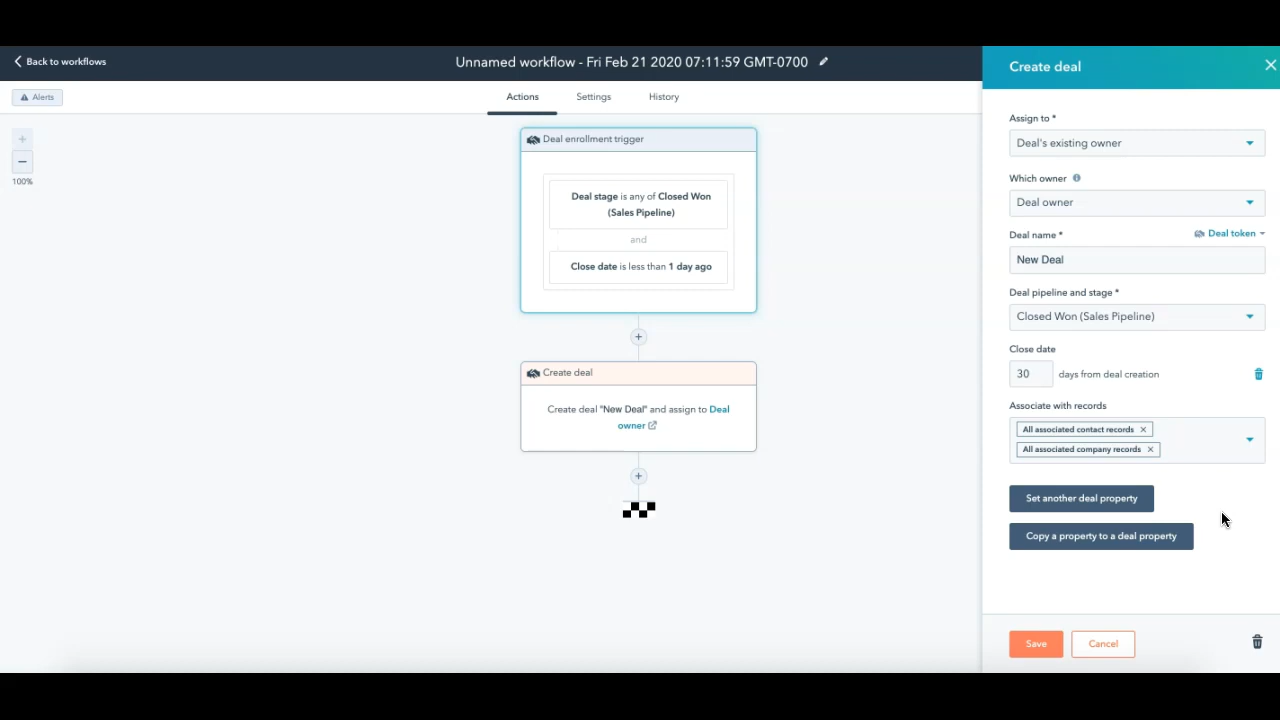 Back to workflows
Unnamed workflow - Fri Feb 21 2020 07:11:59 GMT-0700
Alerts
Actions
Settings
History
+
−
100%
Deal enrollment trigger
Deal stage is any of Closed Won
(Sales Pipeline)
and
Close date is less than 1 day ago
+
Create deal
Create deal "New Deal" and assign to Deal
owner
+
Create deal
Assign to *
Deal's existing owner
Which owner
Deal owner
Deal name *
Deal token
New Deal
Deal pipeline and stage *
Closed Won (Sales Pipeline)
Close date
30 days from deal creation
Associate with records
All associated contact records
All associated company records
Set another deal property
Copy a property to a deal property
Save
Cancel